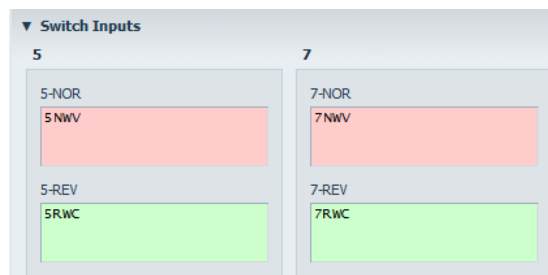 ▼ Switch Inputs
5
7
5-NOR
5NWV
7-NOR
7NWV
5-REV
5RWC
7-REV
7RWC